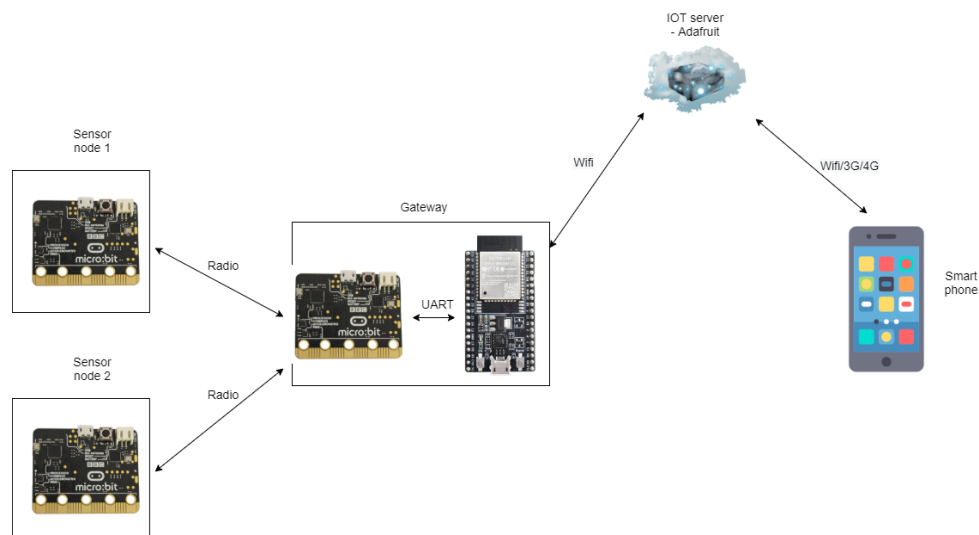 IOT server
- Adafruit
Sensor
node 1
Wifi
Wifi/3G/4G
Gateway
micro:bit
Radio
Smart
phone
UART
micro:bit
Sensor
node 2
Radio
micro:bit